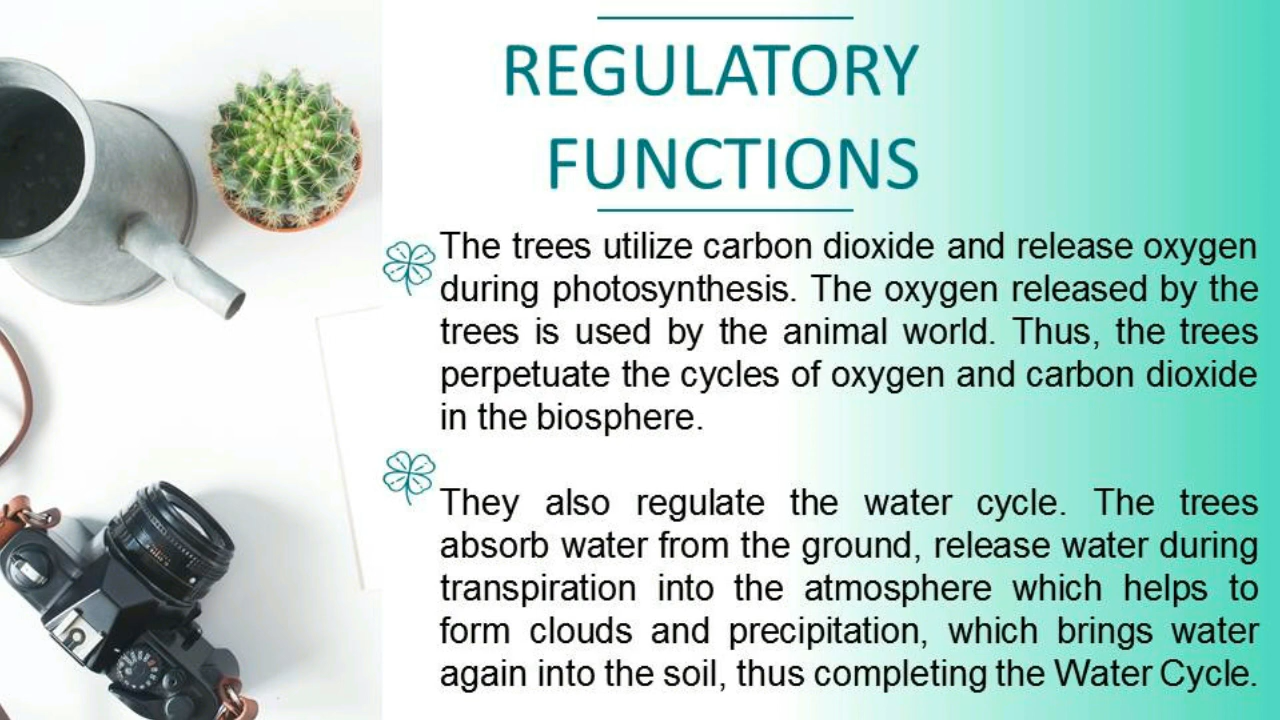 REGULATORY
FUNCTIONS
The trees utilize carbon dioxide and release oxygen
during photosynthesis. The oxygen released by the
trees is used by the animal world. Thus, the trees
perpetuate the cycles of oxygen and carbon dioxide
in the biosphere.
They also regulate the water cycle. The trees
absorb water from the ground, release water during
transpiration into the atmosphere which helps to
form clouds and precipitation, which brings water
again into the soil, thus completing the Water Cycle.